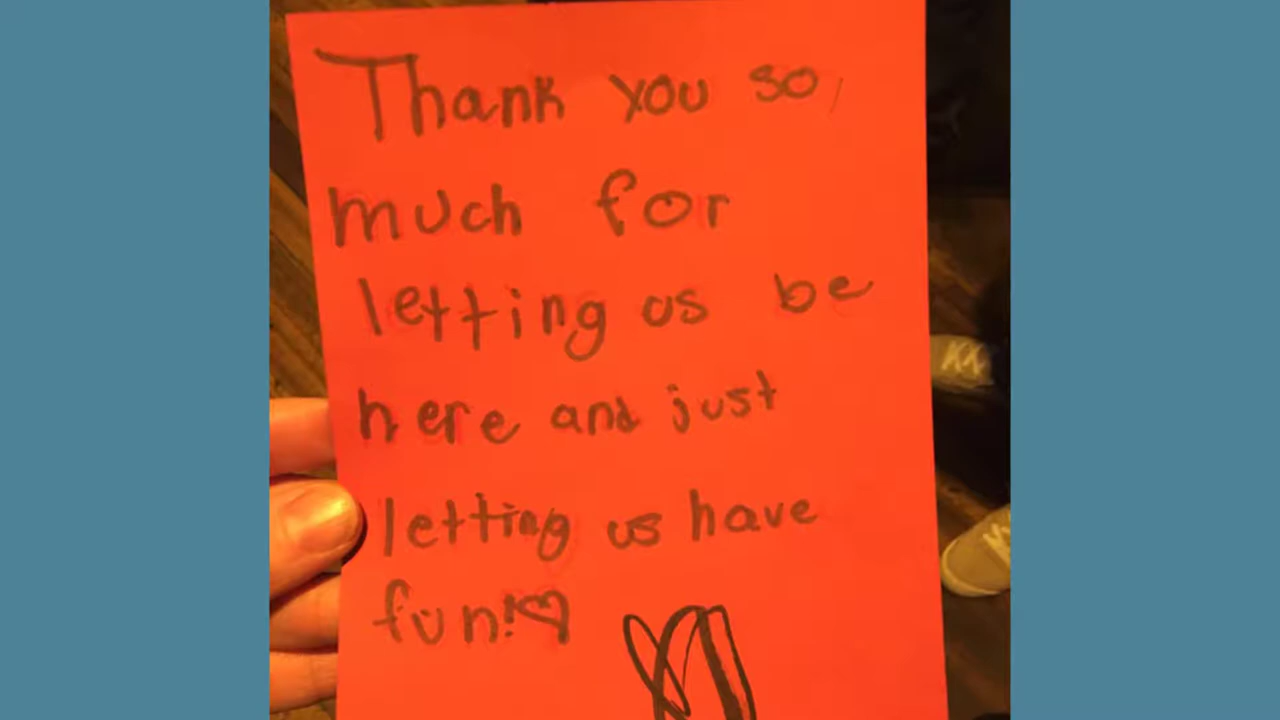 Thank you so,
much for
letting us be
here and just
letting us have
fun!♡